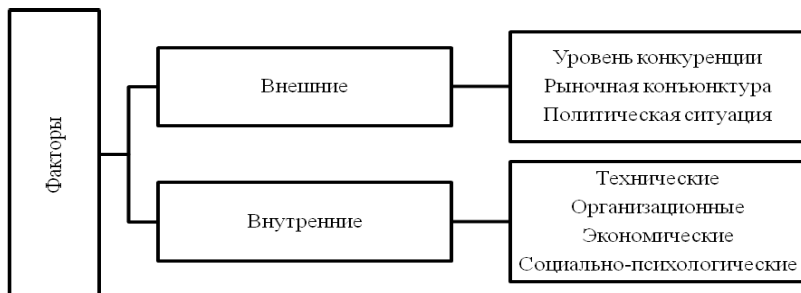 Факторы
Внешние
Уровень конкуренции
Рыночная конъюнктура
Политическая ситуация
Внутренние
Технические
Организационные
Экономические
Социально-психологические